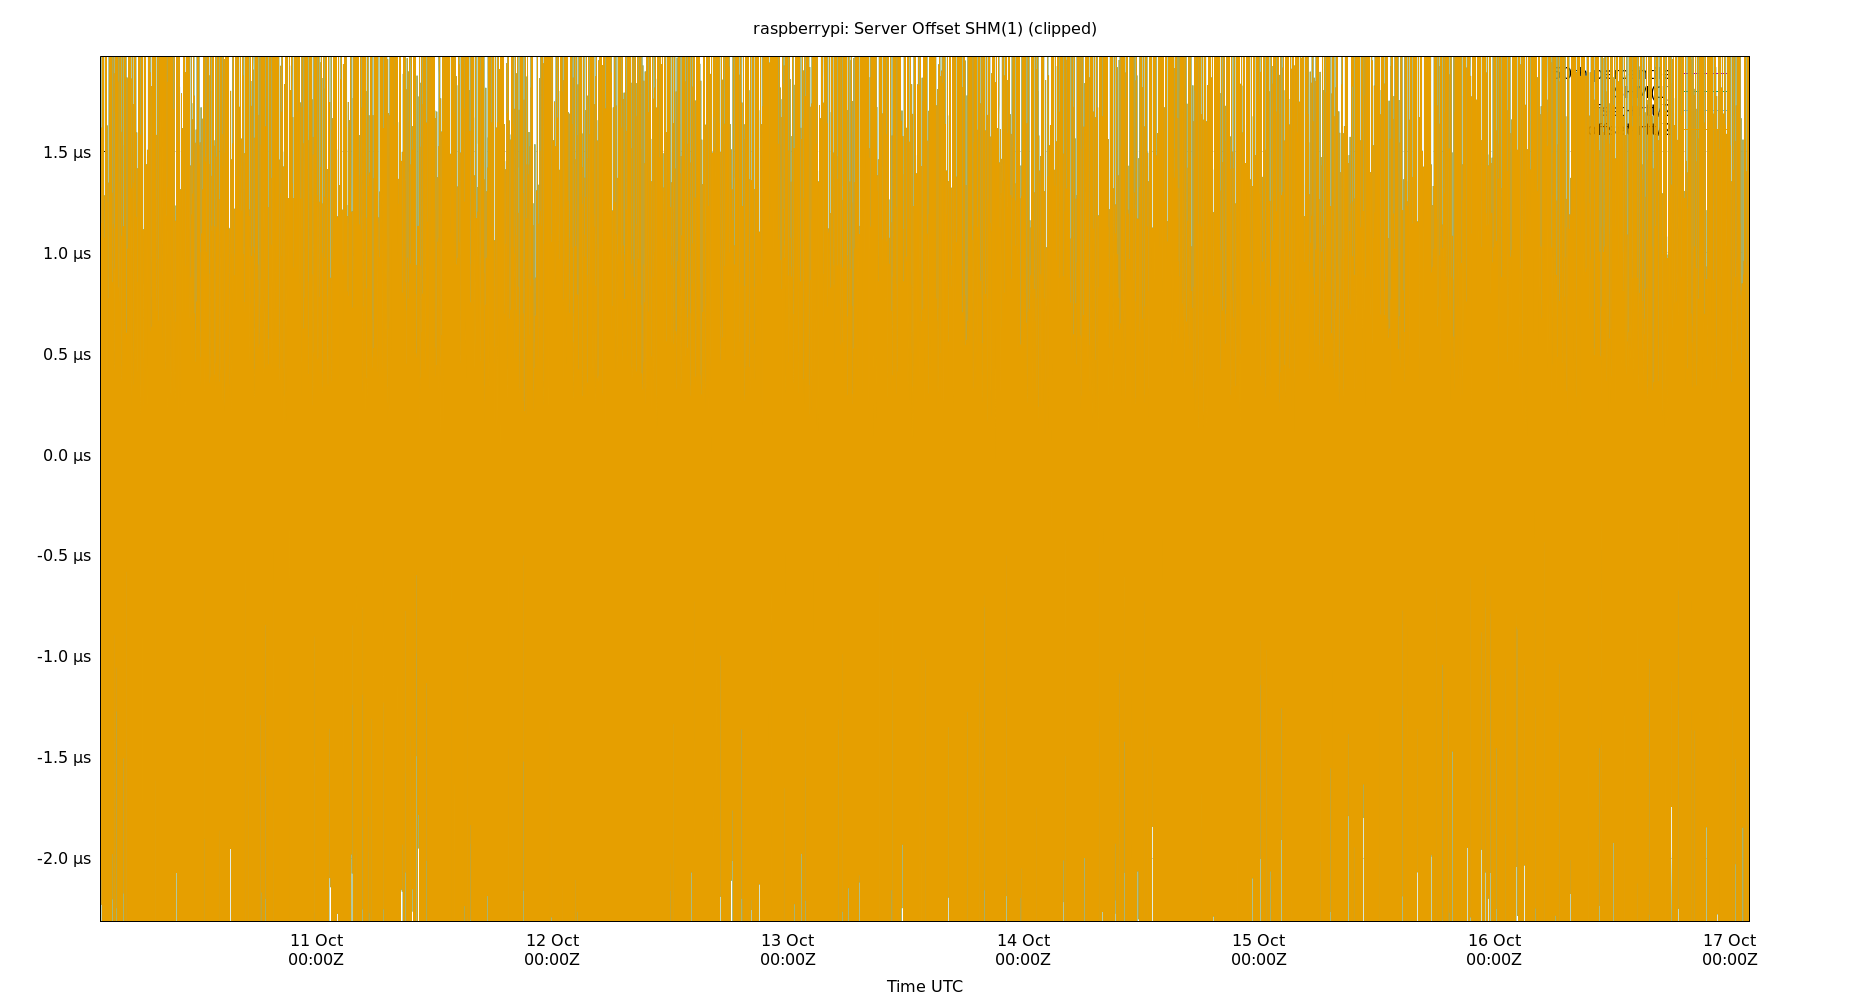 raspberrypi: Server Offset SHM(1) (clipped)
1.5 µs
1.0 µs
0.5 µs
0.0 µs
-0.5 µs
-1.0 µs
-1.5 µs
-2.0 µs
11 Oct 12 Oct 13 Oct 14 Oct 15 Oct 16 Oct 17 Oct
00:00Z 00:00Z 00:00Z 00:00Z 00:00Z 00:00Z 00:00Z
Time UTC